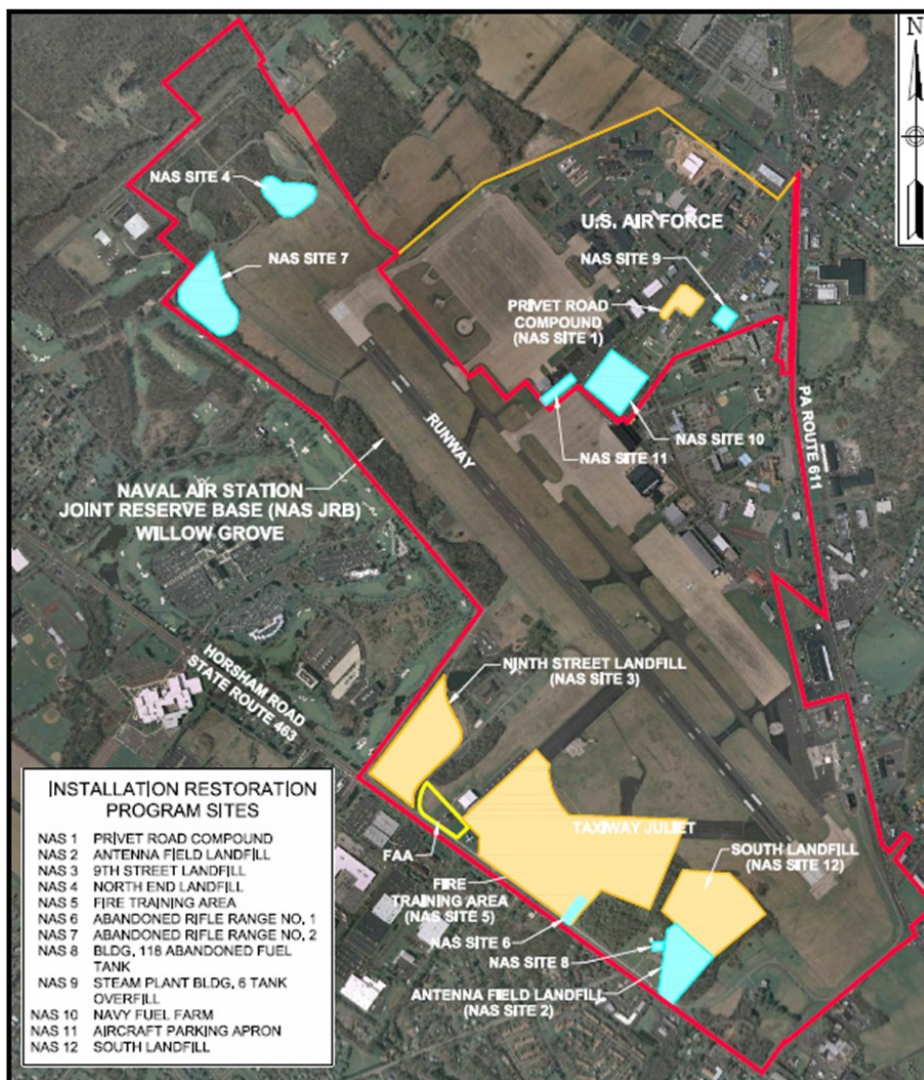 N
NAS SITE 4
NAS SITE 7
U.S. AIR FORCE
NAS SITE 9
PRIVET ROAD
COMPOUND
(NAS SITE 1)
NAS SITE 10
NAS SITE 11
PA ROUTE 611
RUNWAY
NAVAL AIR STATION
JOINT RESERVE BASE (NAS JRB)
WILLOW GROVE
HORSHAM ROAD
STATE ROUTE 463
NINTH STREET LANDFILL
(NAS SITE 3)
TAXIWAY JULIET
SOUTH LANDFILL
(NAS SITE 12)
FAA
FIRE
TRAINING AREA
(NAS SITE 5)
NAS SITE 6
NAS SITE 8
ANTENNA FIELD LANDFILL
(NAS SITE 2)
INSTALLATION RESTORATION
PROGRAM SITES
NAS 1 PRIVET ROAD COMPOUND
NAS 2 ANTENNA FIELD LANDFILL
NAS 3 9TH STREET LANDFILL
NAS 4 NORTH END LANDFILL
NAS 5 FIRE TRAINING AREA
NAS 6 ABANDONED RIFLE RANGE NO. 1
NAS 7 ABANDONED RIFLE RANGE NO. 2
NAS 8 BLDG. 118 ABANDONED FUEL
TANK
NAS 9 STEAM PLANT BLDG. 6 TANK
OVERFILL
NAS 10 NAVY FUEL FARM
NAS 11 AIRCRAFT PARKING APRON
NAS 12 SOUTH LANDFILL